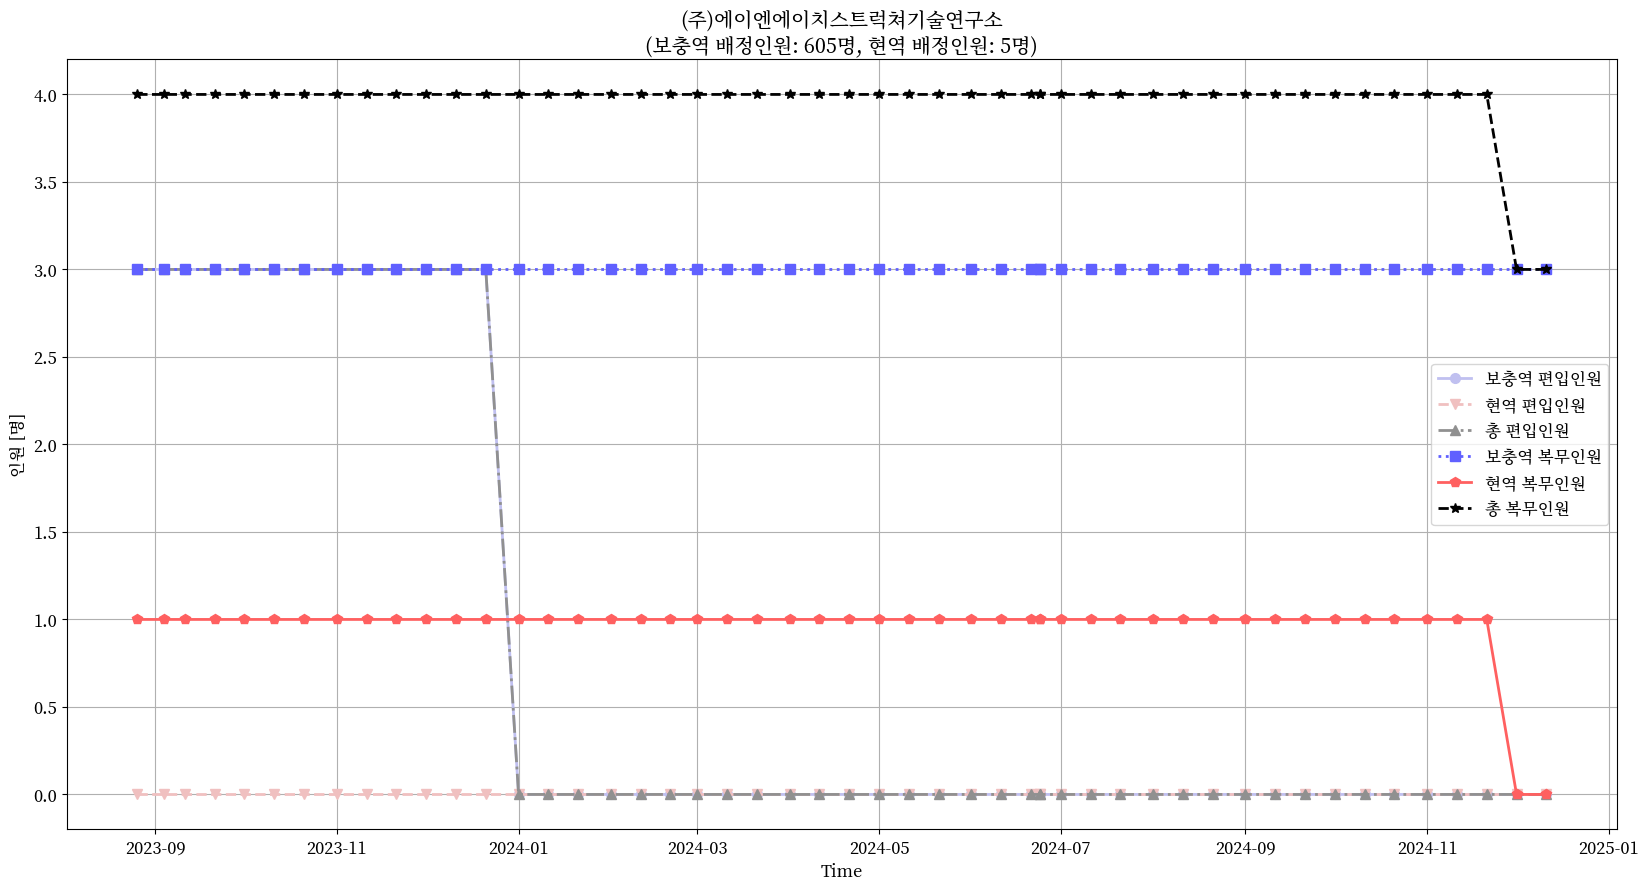 (주)에이엔에이치스트럭쳐기술연구소
(보충역 배정인원: 605명, 현역 배정인원: 5명)
4.0
3.5
3.0
2.5
2.0
1.5
1.0
0.5
0.0
인원 [명]
보충역 편입인원
현역 편입인원
총 편입인원
보충역 복무인원
현역 복무인원
총 복무인원
2023-09 2023-11 2024-01 2024-03 2024-05 2024-07 2024-09 2024-11 2025-01
Time